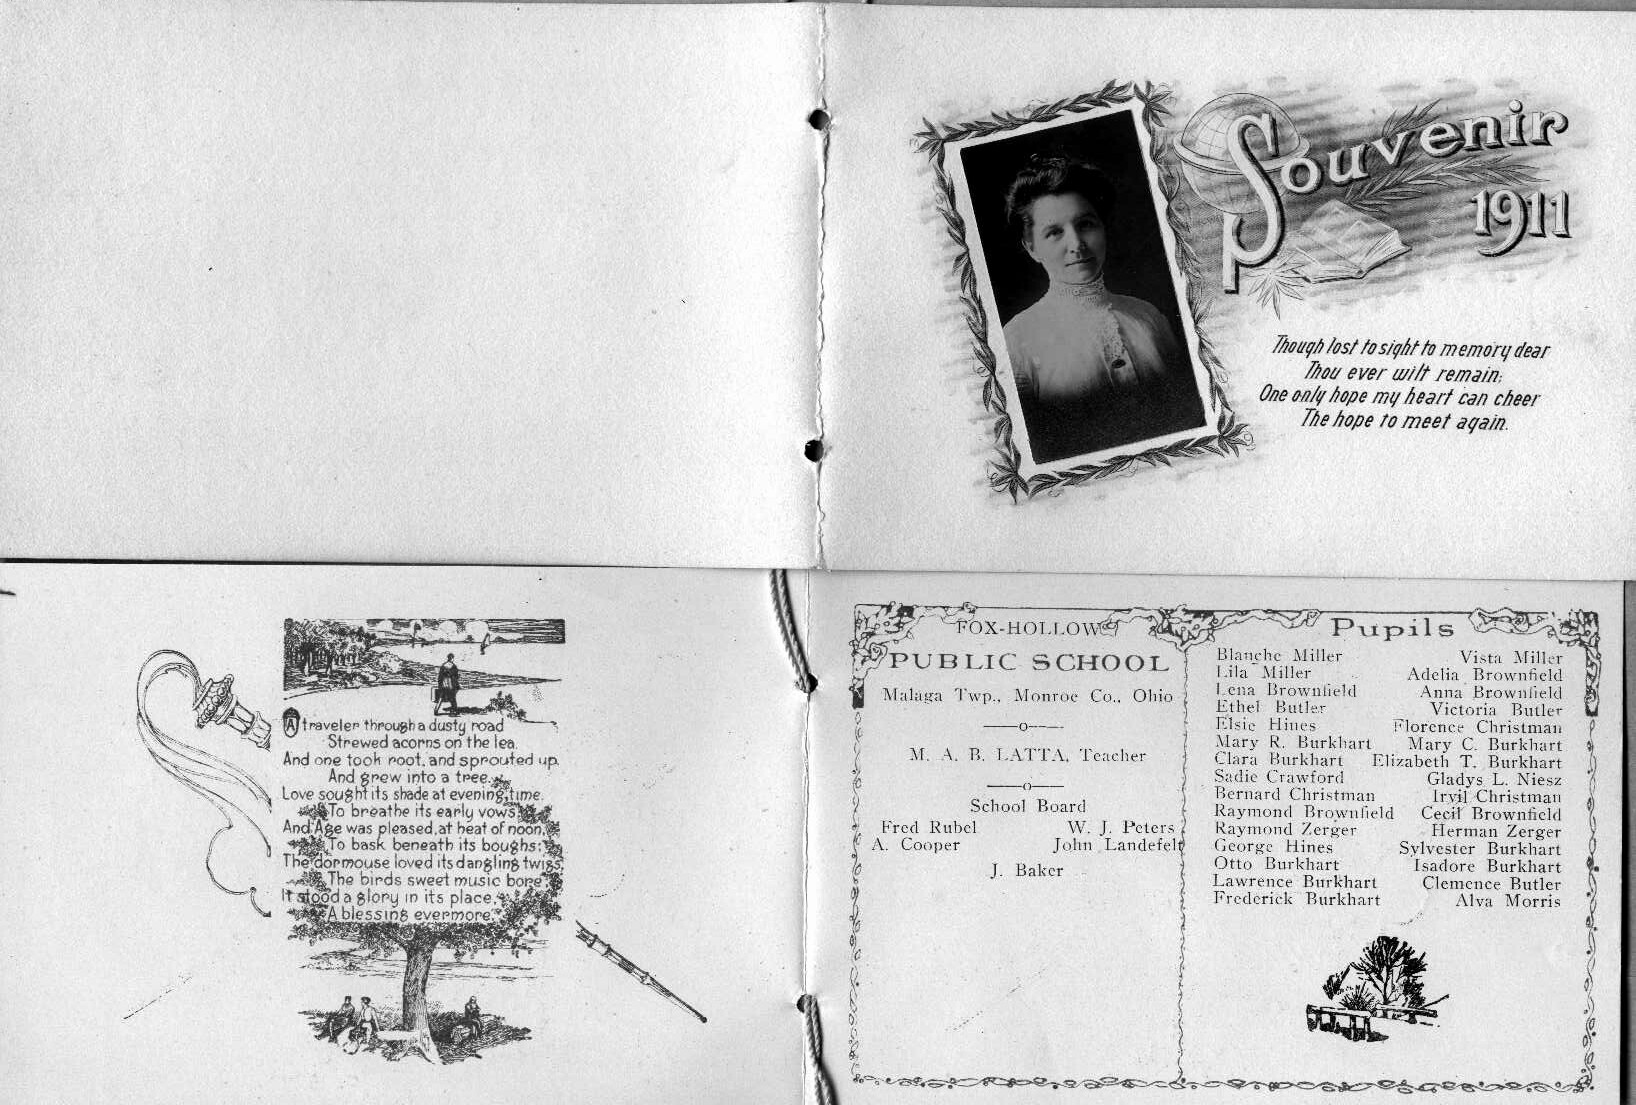 Souvenir
1911
Though lost to sight to memory dear
Thou ever wilt remain;
One only hope my heart can cheer
The hope to meet again.
A traveler through a dusty road
Strewed acorns on the lea.
And one took root, and sprouted up,
And grew into a tree.
Love sought its shade at evening time.
To breathe its early vows;
And Age was pleased, at heat of noon,
To bask beneath its boughs:
The dormouse loved its dangling twigs,
The birds sweet music bore,
It stood a glory in its place,
A blessing evermore.
FOX-HOLLOW
PUBLIC SCHOOL
Malaga Twp., Monroe Co., Ohio
—o—
M. A. B. LATTA, Teacher
—o—
School Board
Fred Rubel W. J. Peters
A. Cooper John Landefelt
J. Baker
Pupils
Blanche Miller Vista Miller
Lila Miller Adelia Brownfield
Lena Brownfield Anna Brownfield
Ethel Butler Victoria Butler
Elsie Hines Florence Christman
Mary R. Burkhart Mary C. Burkhart
Clara Burkhart Elizabeth T. Burkhart
Sadie Crawford Gladys L. Niesz
Bernard Christman Irvil Christman
Raymond Brownfield Cecil Brownfield
Raymond Zerger Herman Zerger
George Hines Sylvester Burkhart
Otto Burkhart Isadore Burkhart
Lawrence Burkhart Clemence Butler
Frederick Burkhart Alva Morris